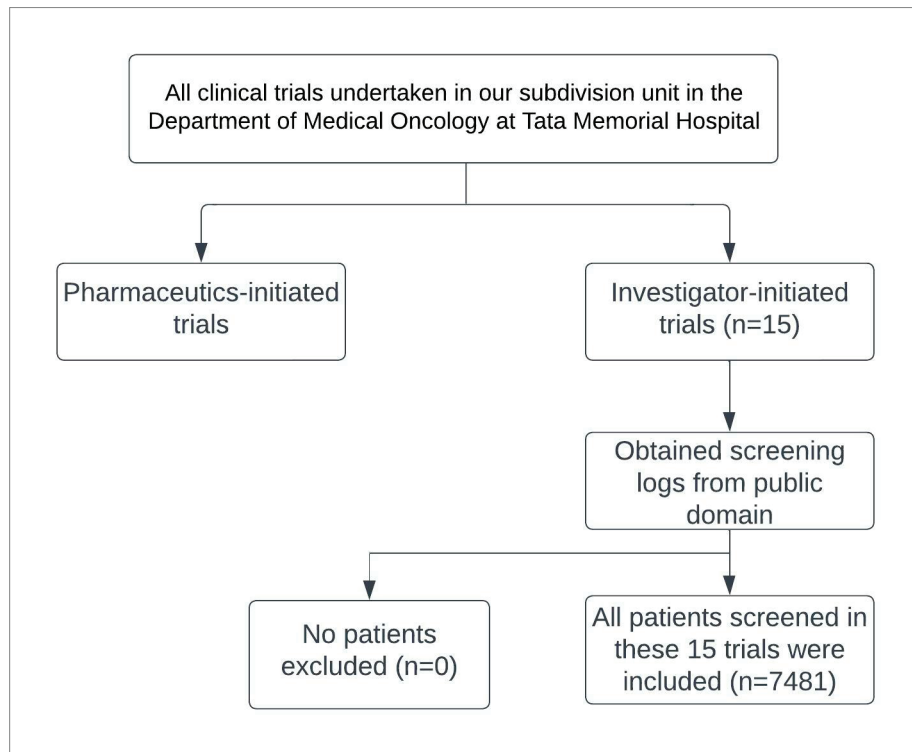 All clinical trials undertaken in our subdivision unit in the
Department of Medical Oncology at Tata Memorial Hospital
Pharmaceutics-initiated
trials
Investigator-initiated
trials (n=15)
Obtained screening
logs from public
domain
No patients
excluded (n=0)
All patients screened in
these 15 trials were
included (n=7481)